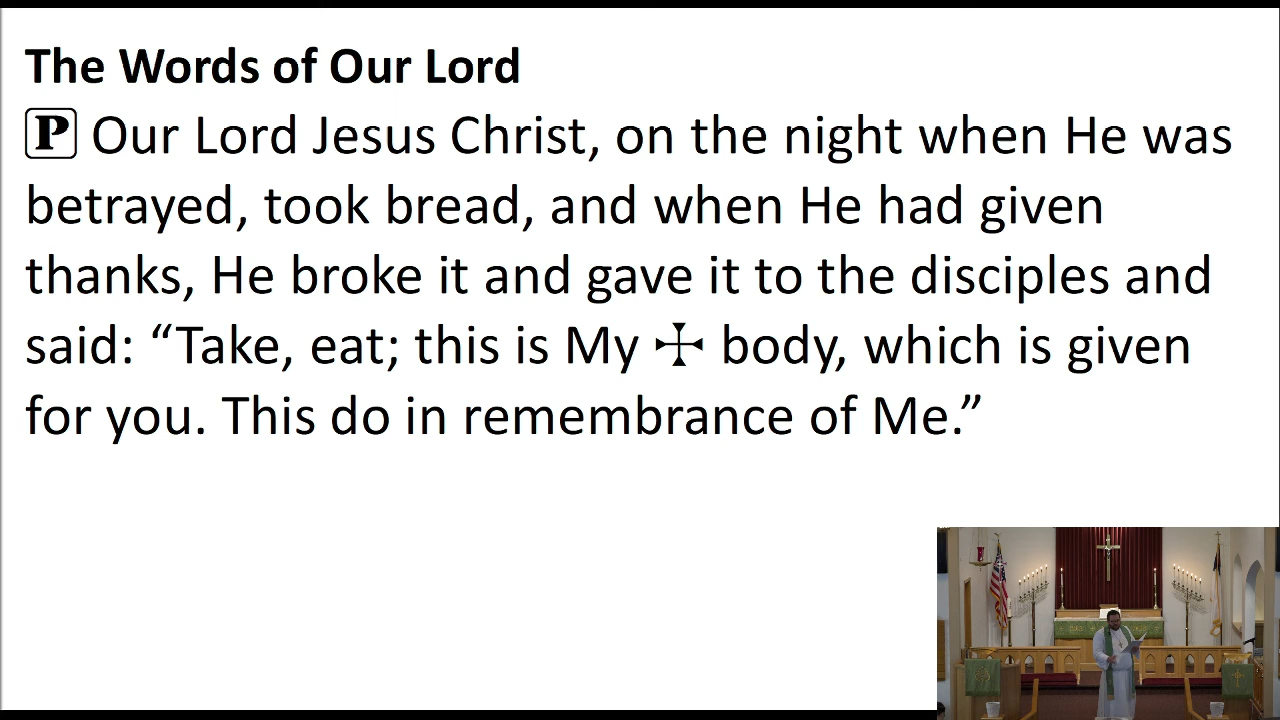 The Words of Our Lord
P Our Lord Jesus Christ, on the night when He was
betrayed, took bread, and when He had given
thanks, He broke it and gave it to the disciples and
said: “Take, eat; this is My ☩ body, which is given
for you. This do in remembrance of Me.”